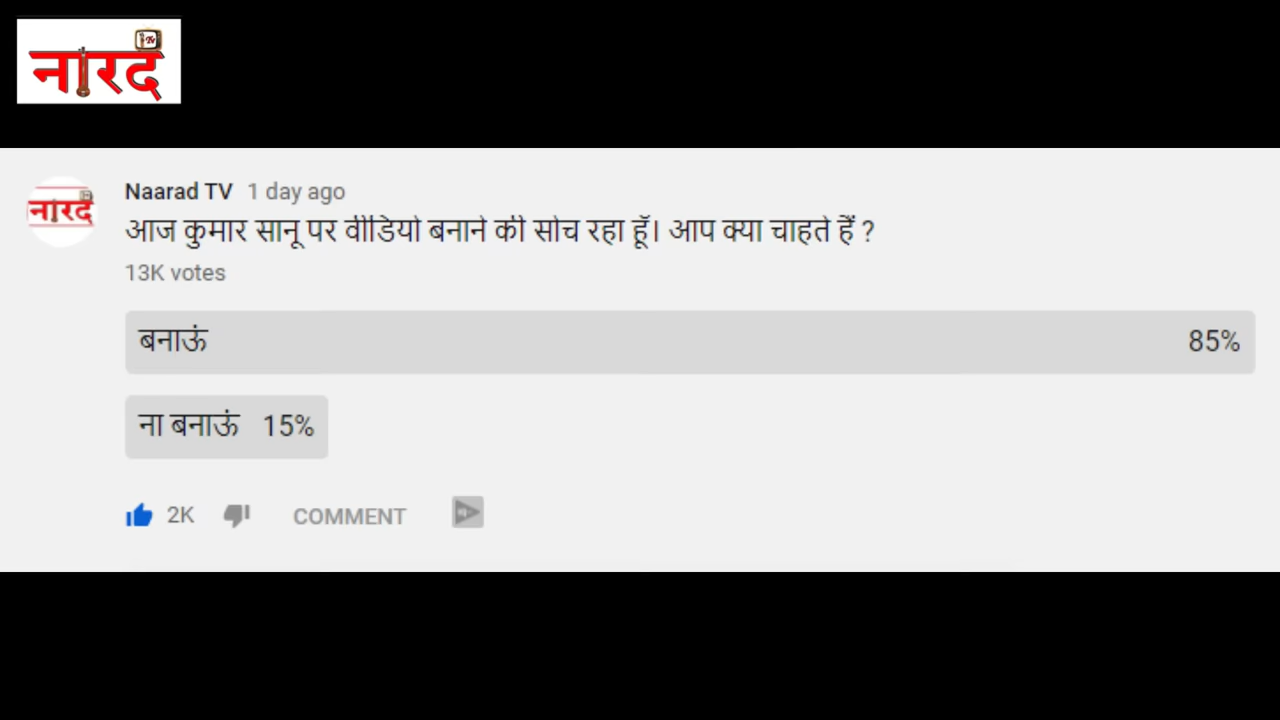 नारद
Tv
नारद
Naarad TV 1 day ago
आज कुमार सानू पर वीडियो बनाने की सोच रहा हूँ। आप क्या चाहते हैं ?
13K votes
बनाऊं 85%
ना बनाऊं 15%
2K COMMENT